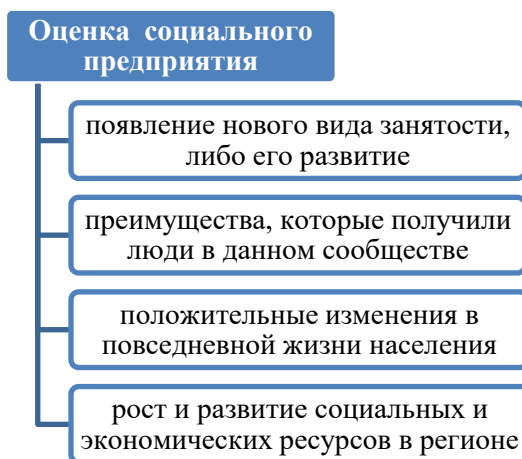 Оценка социального
предприятия
появление нового вида занятости,
либо его развитие
преимущества, которые получили
люди в данном сообществе
положительные изменения в
повседневной жизни населения
рост и развитие социальных и
экономических ресурсов в регионе